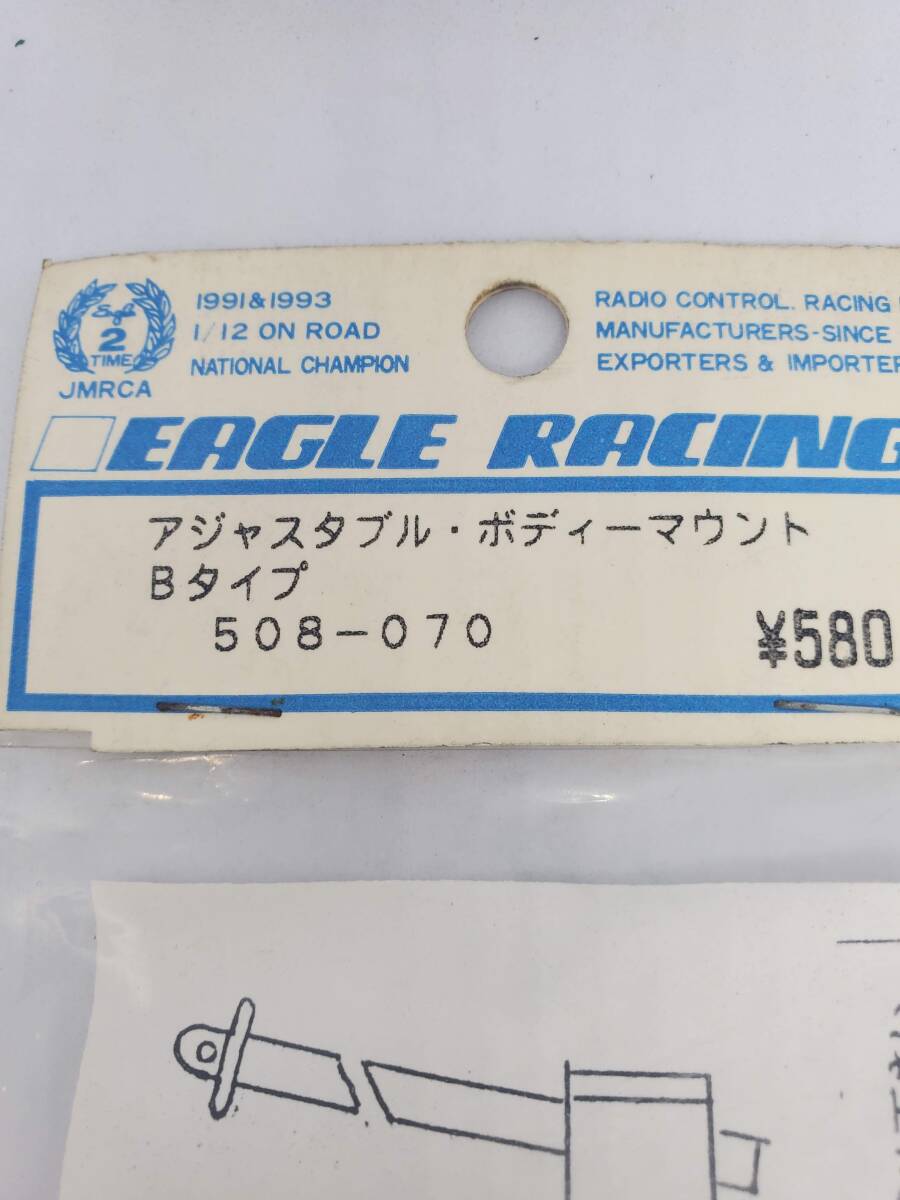 2
TIME
JMRCA
1991&1993
1/12 ON ROAD
NATIONAL CHAMPION
RADIO CONTROL. RACING
MANUFACTURERS-SINCE
EXPORTERS & IMPORTER
EAGLE RACING
アジャスタブル・ボディーマウント
Bタイプ
508-070
¥580